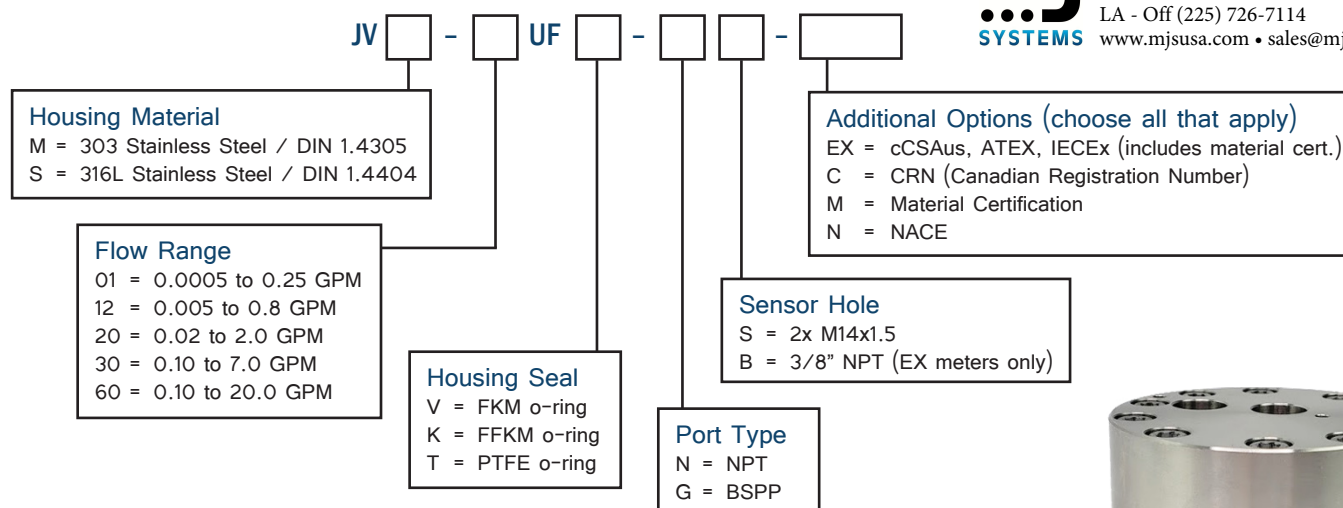 JV - UF - -
SYSTEMS
LA - Off (225) 726-7114
www.mjsusa.com • sales@mj
Housing Material
M = 303 Stainless Steel / DIN 1.4305
S = 316L Stainless Steel / DIN 1.4404
Additional Options (choose all that apply)
EX = cCSAus, ATEX, IECEx (includes material cert.)
C = CRN (Canadian Registration Number)
M = Material Certification
N = NACE
Flow Range
01 = 0.0005 to 0.25 GPM
12 = 0.005 to 0.8 GPM
20 = 0.02 to 2.0 GPM
30 = 0.10 to 7.0 GPM
60 = 0.10 to 20.0 GPM
Sensor Hole
S = 2x M14x1.5
B = 3/8” NPT (EX meters only)
Housing Seal
V = FKM o-ring
K = FFKM o-ring
T = PTFE o-ring
Port Type
N = NPT
G = BSPP